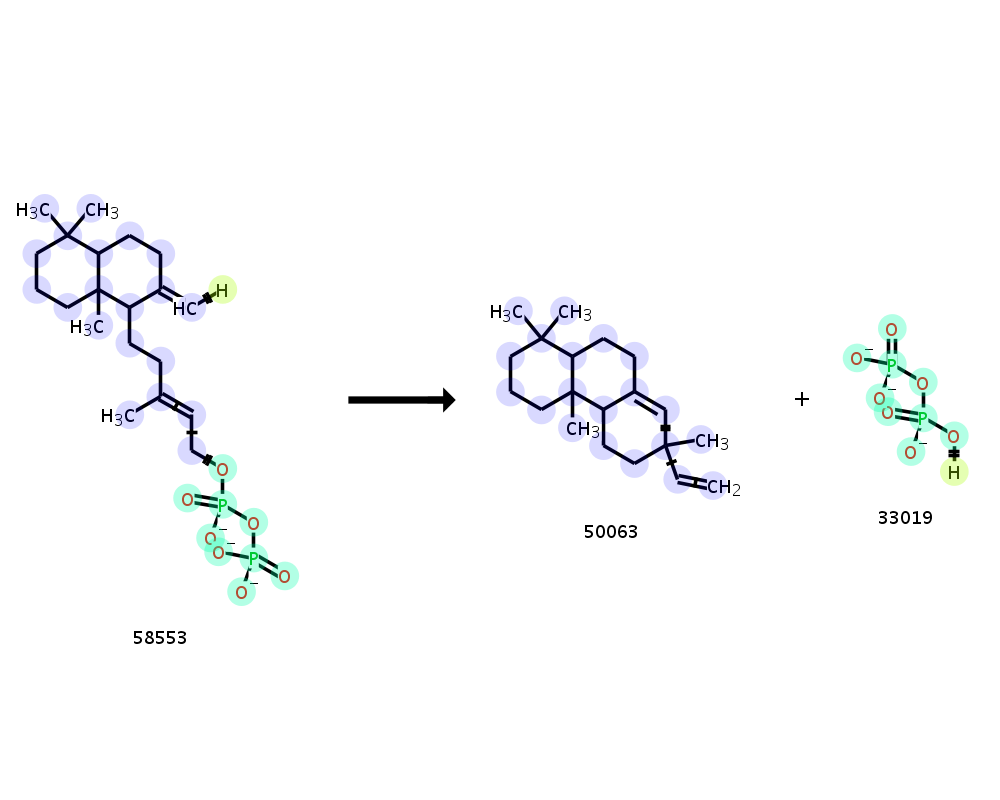 H3C CH3
HC H
H3C
H3C
O
O P
O− O
O− P
O− O
58553
H3C CH3
CH3 CH3
CH2
50063
+
O
O− P
O− O
O P
O− O
H
33019